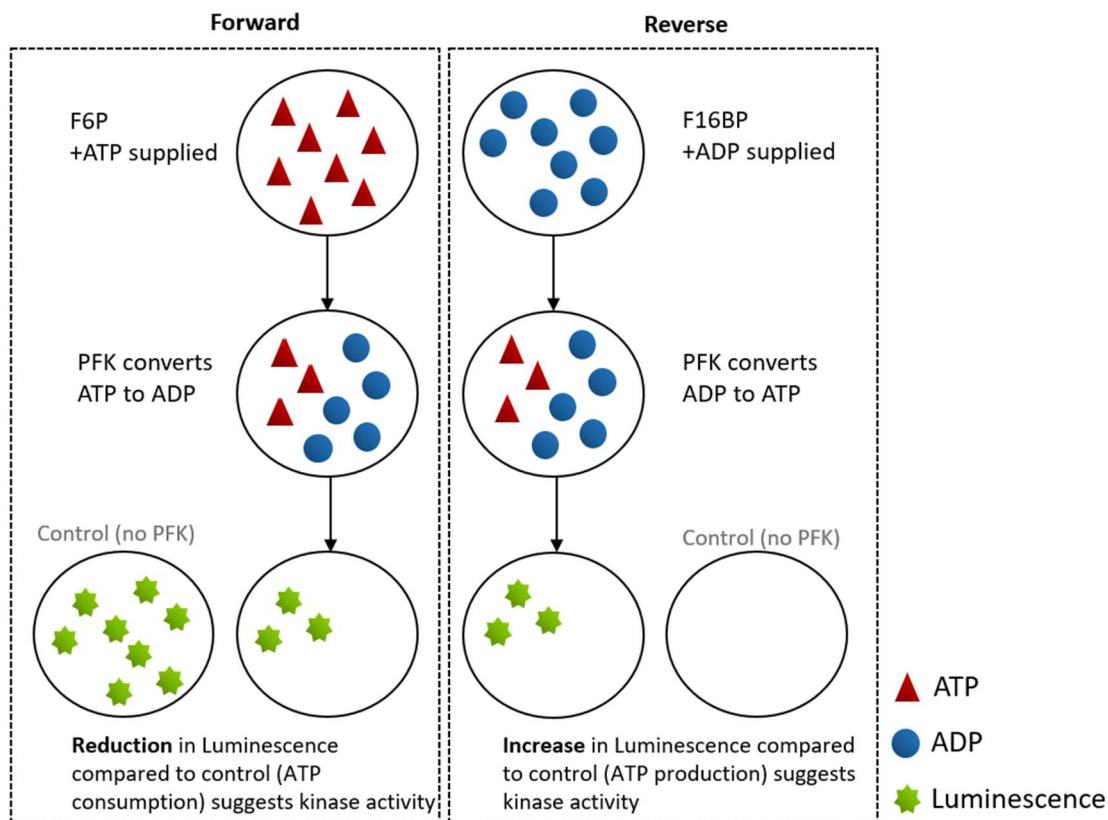 Forward
F6P
+ATP supplied
PFK converts
ATP to ADP
Control (no PFK)
Reduction in Luminescence
compared to control (ATP
consumption) suggests kinase activity
Reverse
F16BP
+ADP supplied
PFK converts
ADP to ATP
Control (no PFK)
Increase in Luminescence compared
to control (ATP production) suggests
kinase activity
ATP
ADP
Luminescence